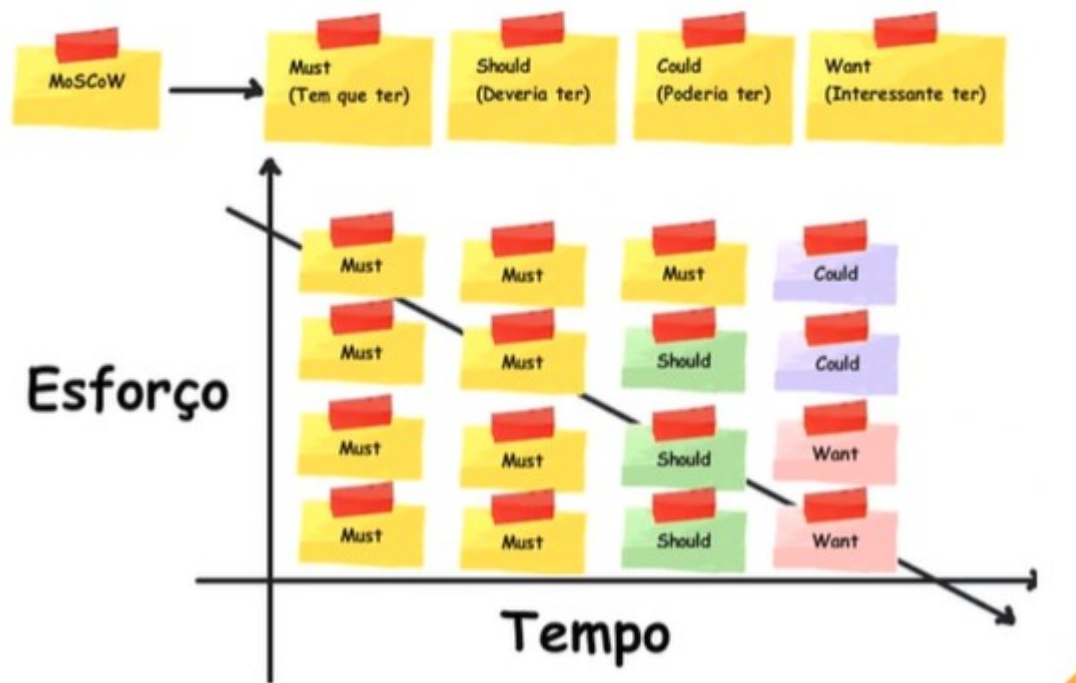 MoSCoW
Must
(Tem que ter)
Should
(Deveria ter)
Could
(Poderia ter)
Want
(Interessante ter)
Must
Must
Must
Could
Must
Must
Should
Could
Must
Must
Should
Want
Must
Must
Should
Want
Esforço
Tempo